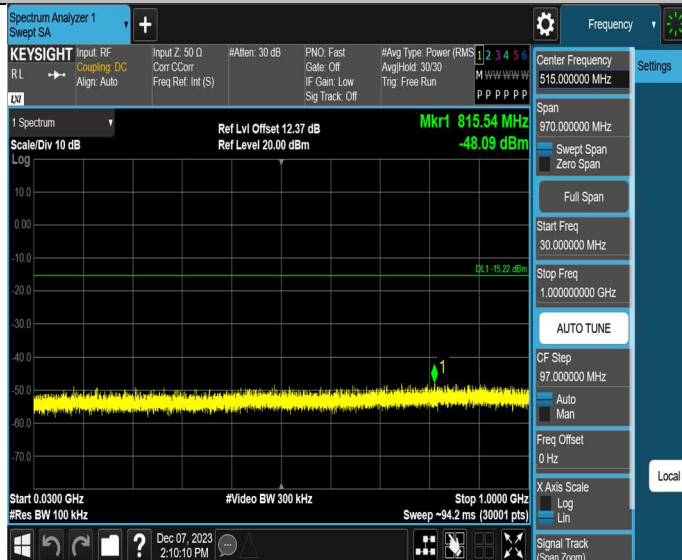 Spectrum Analyzer 1
Swept SA
+
Frequency
KEYSIGHT
RL
LXI
Input: RF
Coupling: DC
Align: Auto
Input Z: 50 Ω
Corr CCorr
Freq Ref: Int (S)
#Atten: 30 dB
PNO: Fast
Gate: Off
IF Gain: Low
Sig Track: Off
#Avg Type: Power (RMS
Avg|Hold: 30/30
Trig: Free Run
1 2 3 4 5 6
M W W W W W
P P P P P P
1 Spectrum
Scale/Div 10 dB
Log
Ref Lvl Offset 12.37 dB
Ref Level 20.00 dBm
Mkr1 815.54 MHz
-48.09 dBm
10.0
0.00
-10.0
DL1 -15.22 dBm
-20.0
-30.0
-40.0
1
-50.0
-60.0
-70.0
Start 0.0300 GHz
#Res BW 100 kHz
#Video BW 300 kHz
Stop 1.0000 GHz
Sweep ~94.2 ms (30001 pts)
Center Frequency
515.000000 MHz
Settings
Span
970.000000 MHz
Swept Span
Zero Span
Full Span
Start Freq
30.000000 MHz
Stop Freq
1.000000000 GHz
AUTO TUNE
CF Step
97.000000 MHz
Auto
Man
Freq Offset
0 Hz
X Axis Scale
Log
Lin
Local
Signal Track
(Span Zoom)
?
Dec 07, 2023
2:10:10 PM